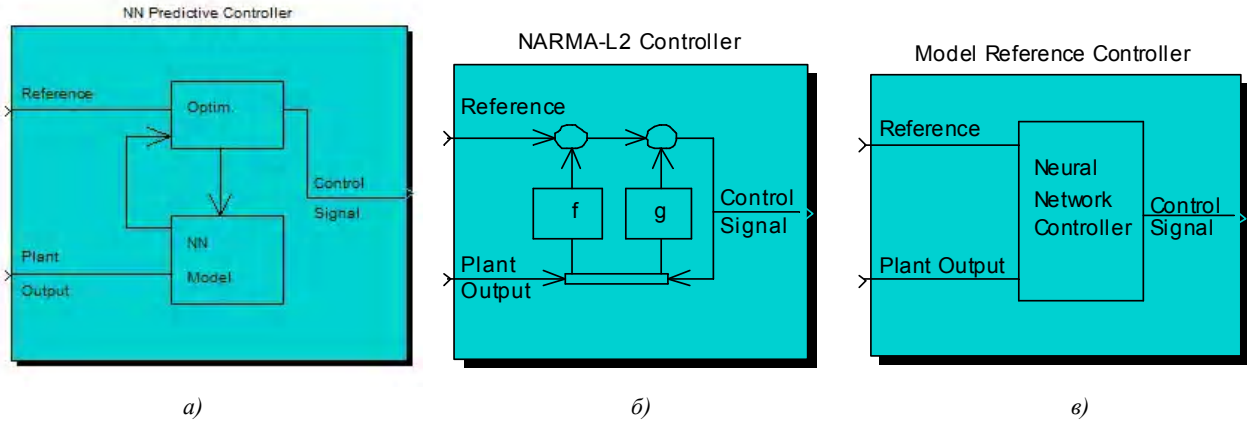 NN Predictive Controller
Reference
Optim.
Control
Signal
NN
Model
Plant
Output
а)
NARMA-L2 Controller
Reference
f
g
Control
Signal
Plant
Output
б)
Model Reference Controller
Reference
Neural
Network
Controller
Control
Signal
Plant Output
в)